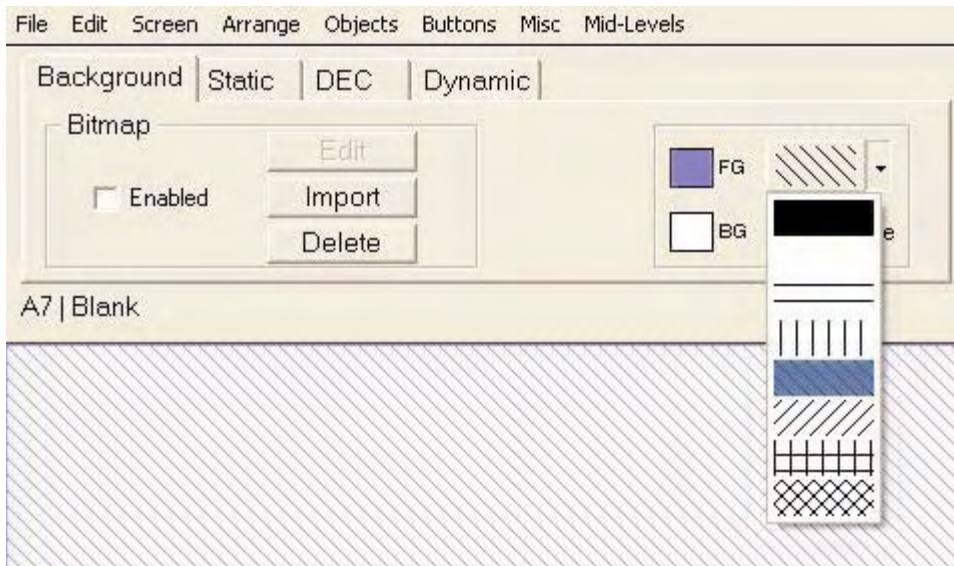 File Edit Screen Arrange Objects Buttons Misc Mid-Levels
Background Static DEC Dynamic
Bitmap
Edit
Enabled
Import
Delete
FG
BG
e
A7 | Blank